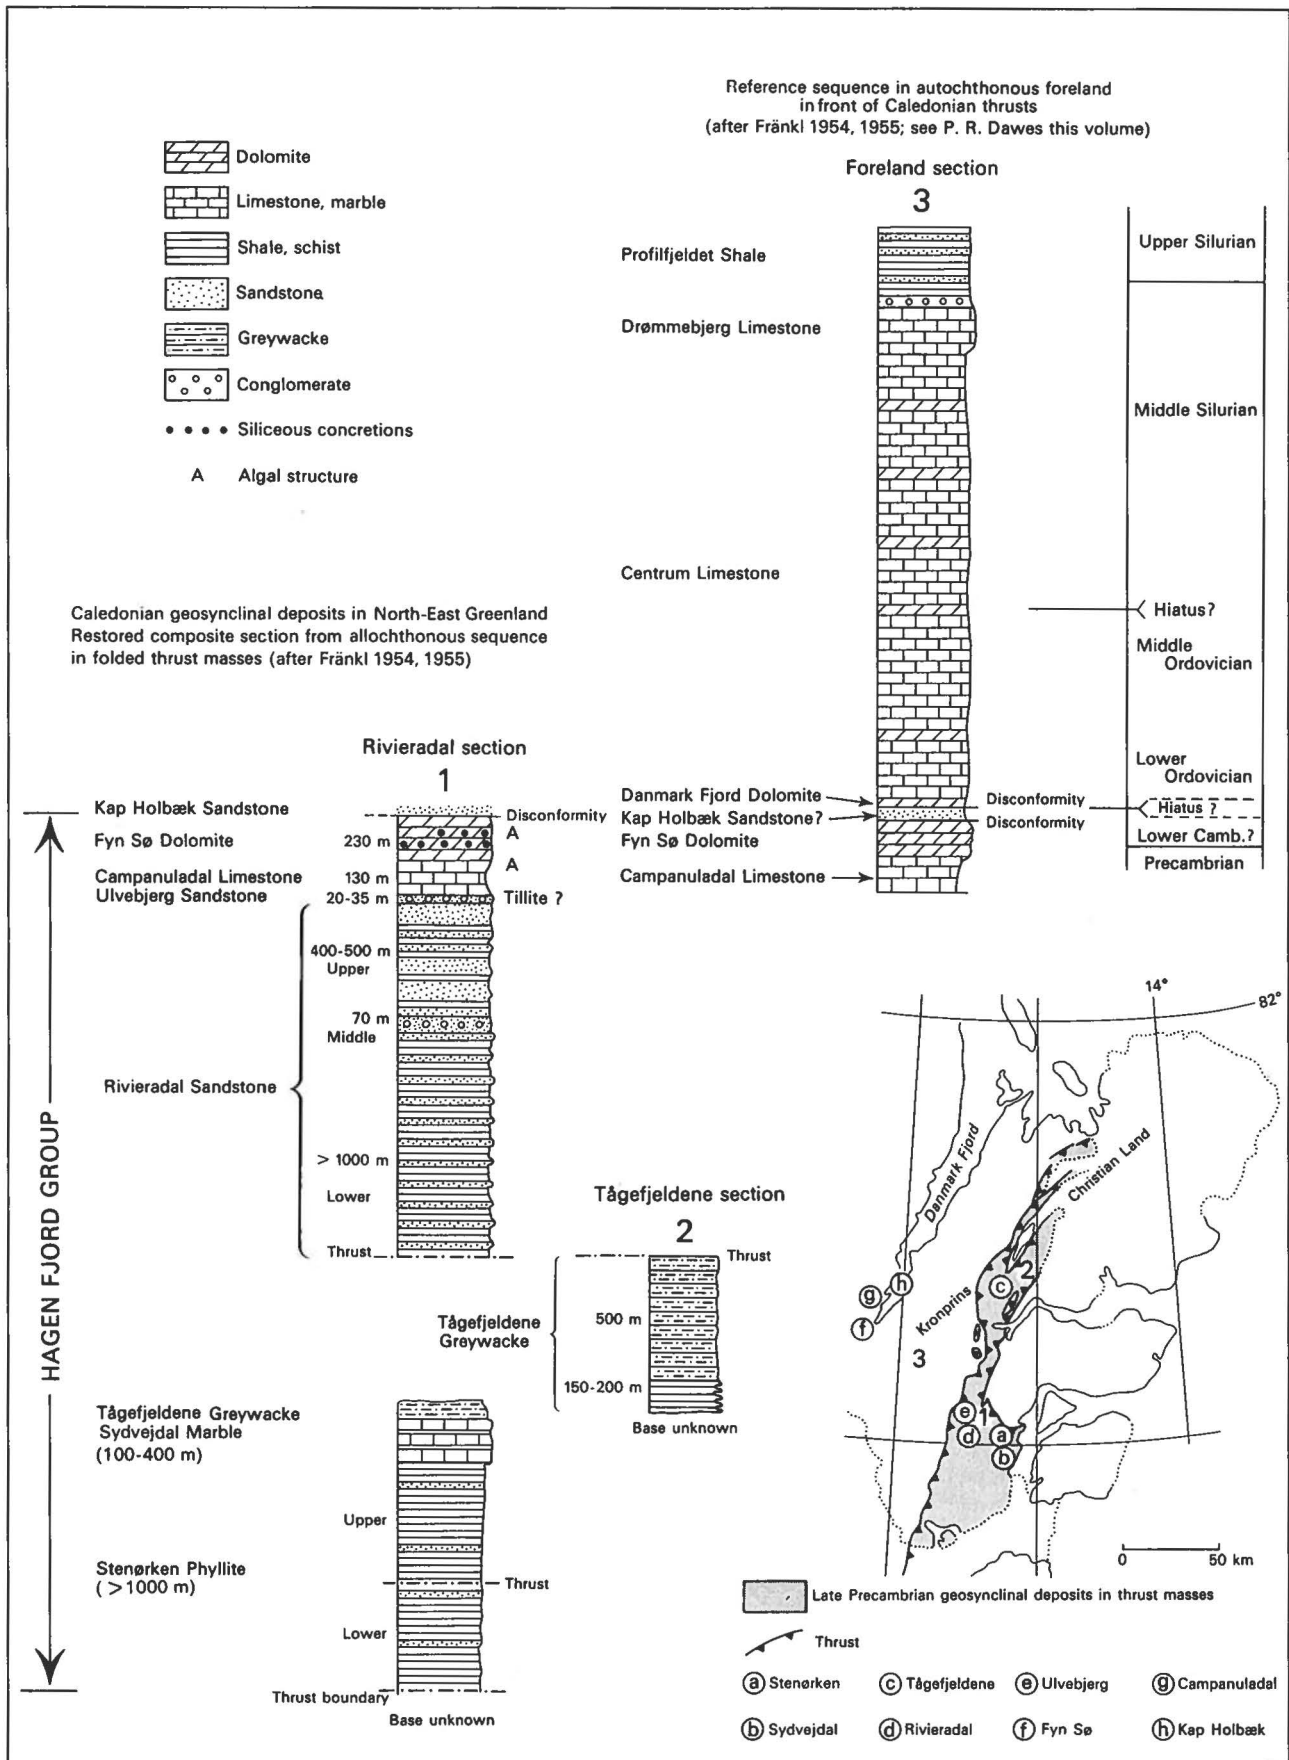 Reference sequence in autochthonous foreland
in front of Caledonian thrusts
(after Fränkl 1954, 1955; see P. R. Dawes this volume)
Dolomite
Limestone, marble
Shale, schist
Sandstone
Greywacke
Conglomerate
Siliceous concretions
A Algal structure
Foreland section
3
Profilfjeldet Shale
Drømmebjerg Limestone
Centrum Limestone
Danmark Fjord Dolomite
Kap Holbæk Sandstone?
Fyn Sø Dolomite
Campanuladal Limestone
Disconformity
Disconformity
Upper Silurian
Middle Silurian
Hiatus?
Middle
Ordovician
Lower
Ordovician
Hiatus ?
Lower Camb.?
Precambrian
Caledonian geosynclinal deposits in North-East Greenland
Restored composite section from allochthonous sequence
in folded thrust masses (after Fränkl 1954, 1955)
Rivieradal section
1
HAGEN FJORD GROUP
Kap Holbæk Sandstone
Disconformity
Fyn Sø Dolomite
230 m
A
A
Campanuladal Limestone
130 m
Ulvebjerg Sandstone
20-35 m
Tillite ?
400-500 m
Upper
70 m
Middle
Rivieradal Sandstone
> 1000 m
Lower
Thrust
Tågefjeldene section
2
Thrust
Tågefjeldene
Greywacke
500 m
150-200 m
Base unknown
Tågefjeldene Greywacke
Sydvejdal Marble
(100-400 m)
Upper
Stenørken Phyllite
( >1000 m)
Thrust
Lower
Thrust boundary
Base unknown
14°
82°
Danmark Fjord
Kronprins
Christian Land
g
h
f
c
2
3
e
1
d
a
b
0 50 km
Late Precambrian geosynclinal deposits in thrust masses
Thrust
a Stenørken
c Tågefjeldene
e Ulvebjerg
g Campanuladal
b Sydvejdal
d Rivieradal
f Fyn Sø
h Kap Holbæk